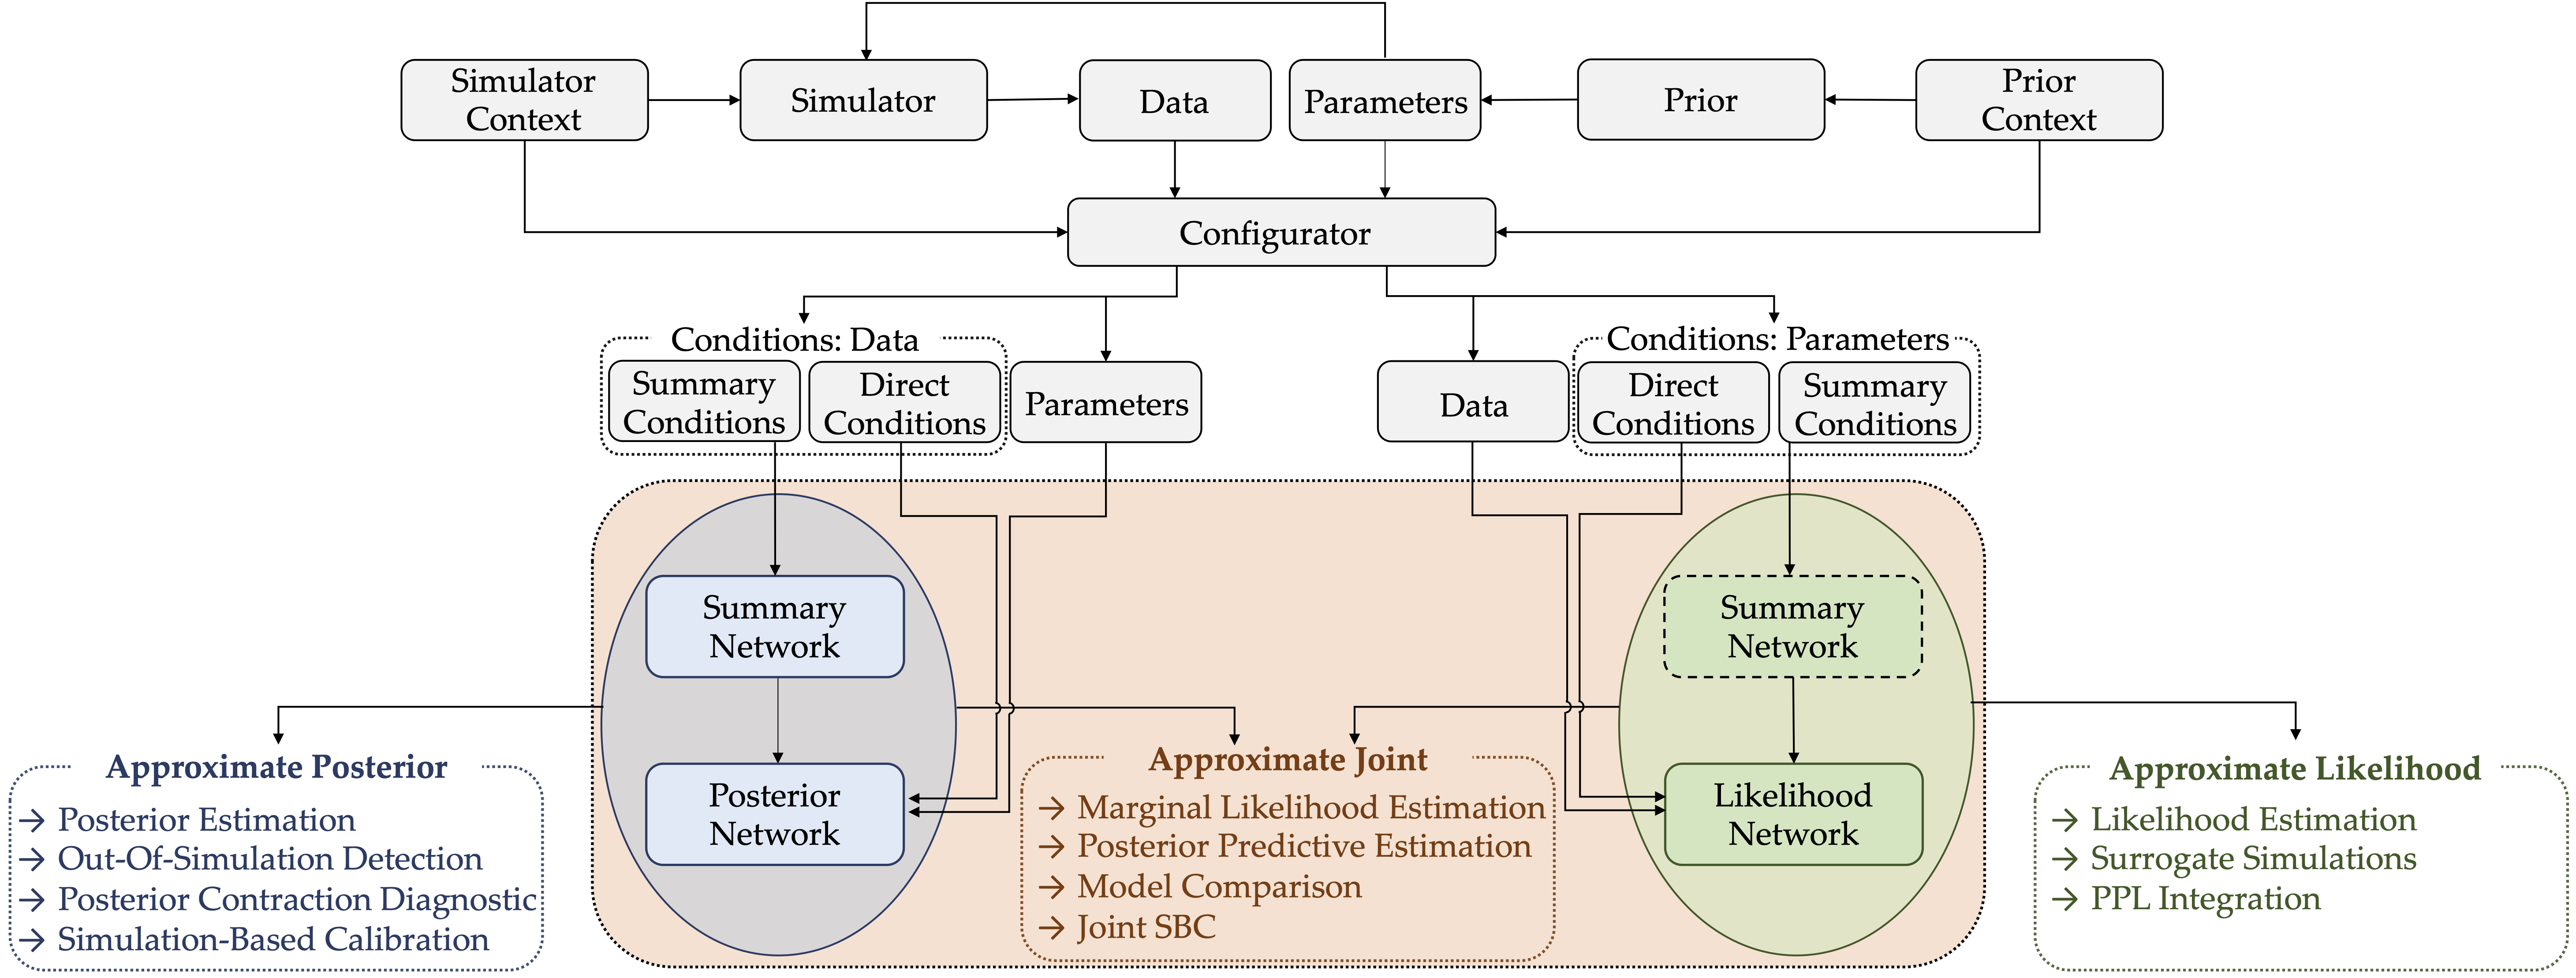 Simulator
Context
Simulator
Data
Parameters
Prior
Prior
Context
Configurator
Conditions: Data
Summary
Conditions
Direct
Conditions
Parameters
Data
Conditions: Parameters
Direct
Conditions
Summary
Conditions
Summary
Network
Posterior
Network
Summary
Network
Likelihood
Network
Approximate Posterior
→ Posterior Estimation
→ Out-Of-Simulation Detection
→ Posterior Contraction Diagnostic
→ Simulation-Based Calibration
Approximate Joint
→ Marginal Likelihood Estimation
→ Posterior Predictive Estimation
→ Model Comparison
→ Joint SBC
Approximate Likelihood
→ Likelihood Estimation
→ Surrogate Simulations
→ PPL Integration